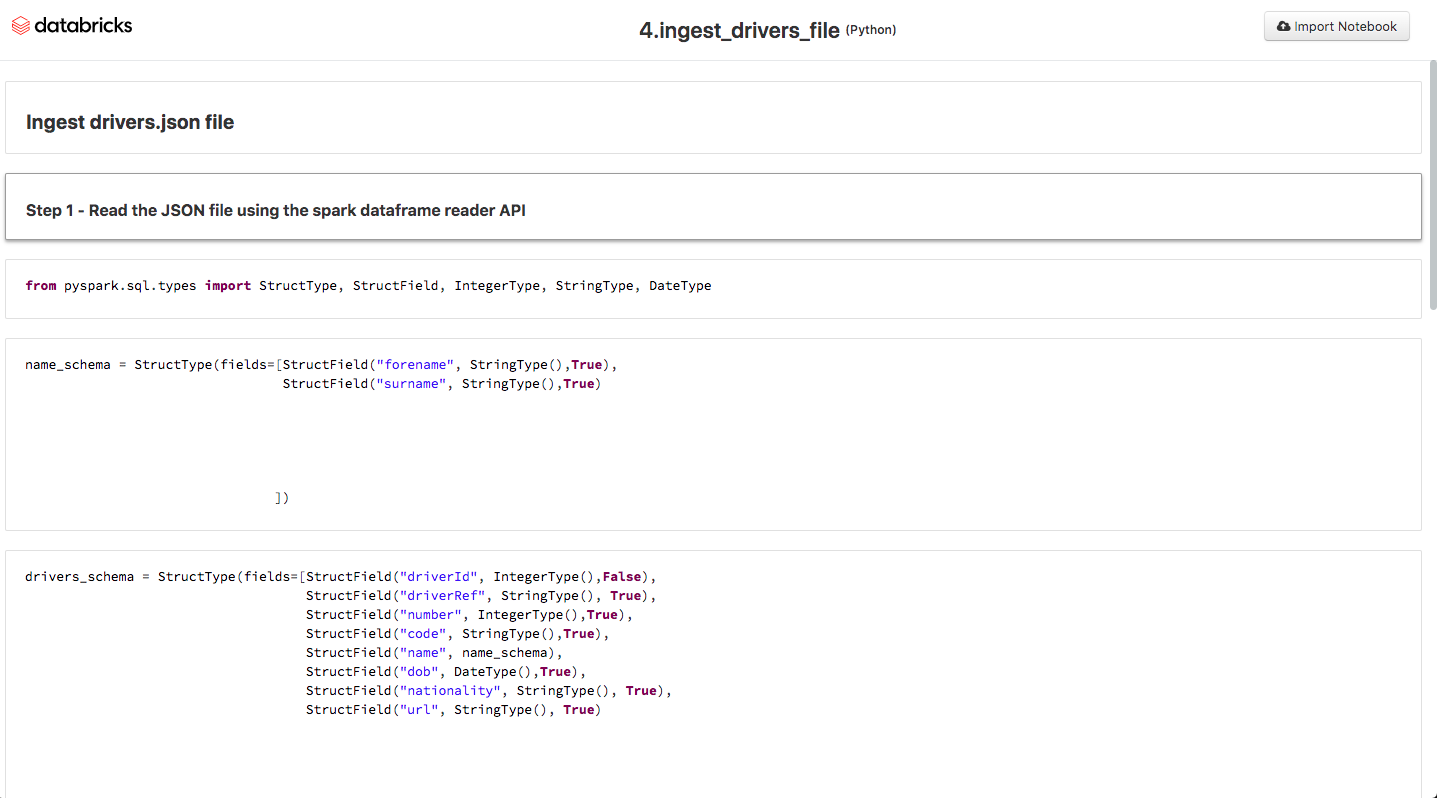 databricks
4.ingest_drivers_file (Python)
Import Notebook
Ingest drivers.json file
Step 1 - Read the JSON file using the spark dataframe reader API
from pyspark.sql.types import StructType, StructField, IntegerType, StringType, DateType
name_schema = StructType(fields=[StructField("forename", StringType(),True),
StructField("surname", StringType(),True)
])
drivers_schema = StructType(fields=[StructField("driverId", IntegerType(),False),
StructField("driverRef", StringType(), True),
StructField("number", IntegerType(),True),
StructField("code", StringType(),True),
StructField("name", name_schema),
StructField("dob", DateType(),True),
StructField("nationality", StringType(), True),
StructField("url", StringType(), True)